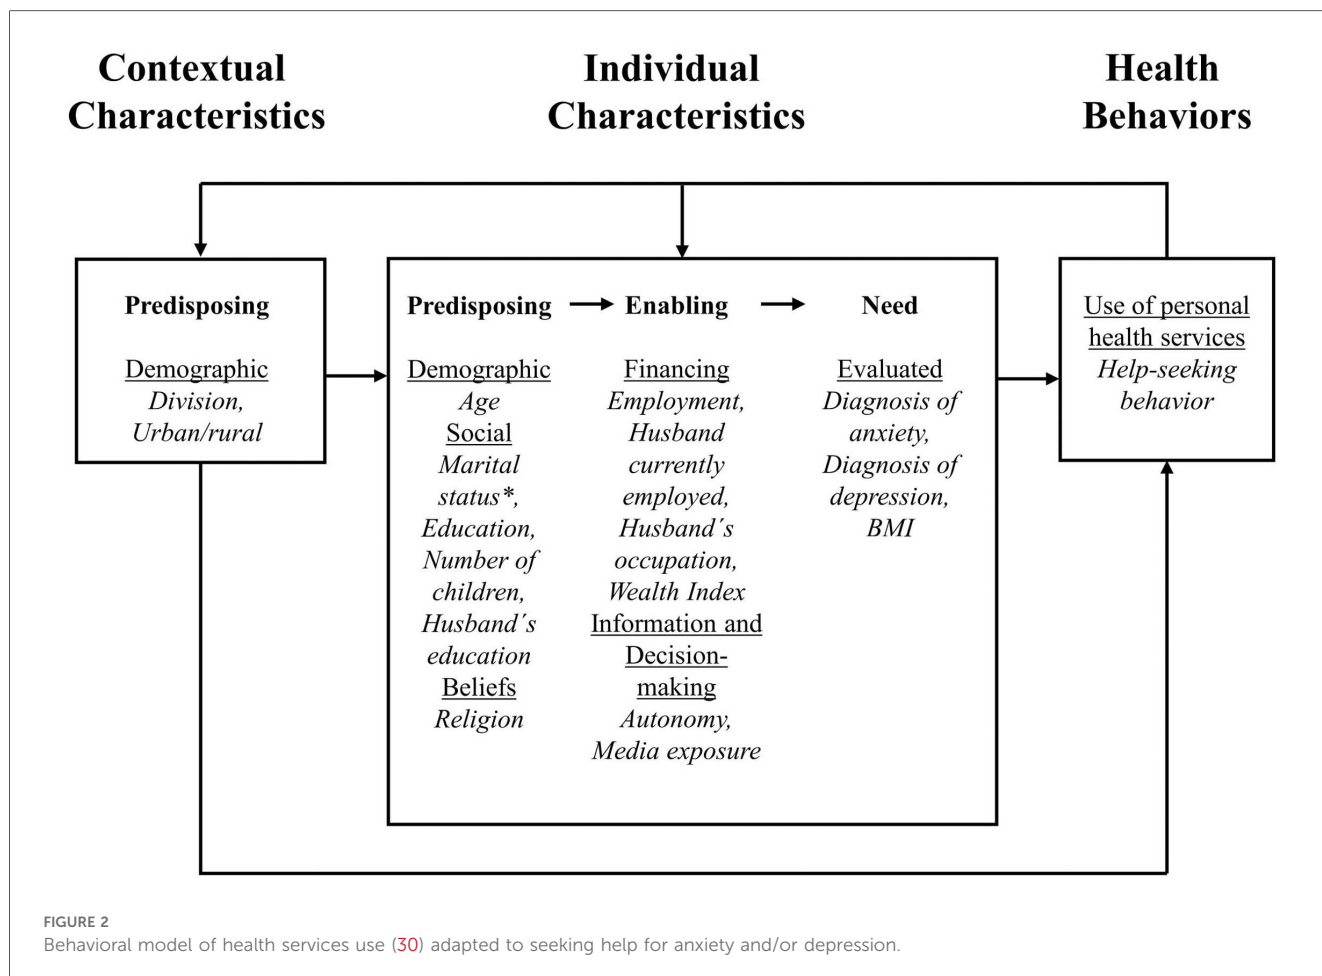 Contextual
Characteristics
Individual
Characteristics
Health
Behaviors
Predisposing
Demographic
Division,
Urban/rural
Predisposing
Demographic
Age
Social
Marital
status*,
Education,
Number of
children,
Husband´s
education
Beliefs
Religion
Enabling
Financing
Employment,
Husband
currently
employed,
Husband´s
occupation,
Wealth Index
Information and
Decision-
making
Autonomy,
Media exposure
Need
Evaluated
Diagnosis of
anxiety,
Diagnosis of
depression,
BMI
Use of personal
health services
Help-seeking
behavior
FIGURE 2
Behavioral model of health services use (30) adapted to seeking help for anxiety and/or depression.